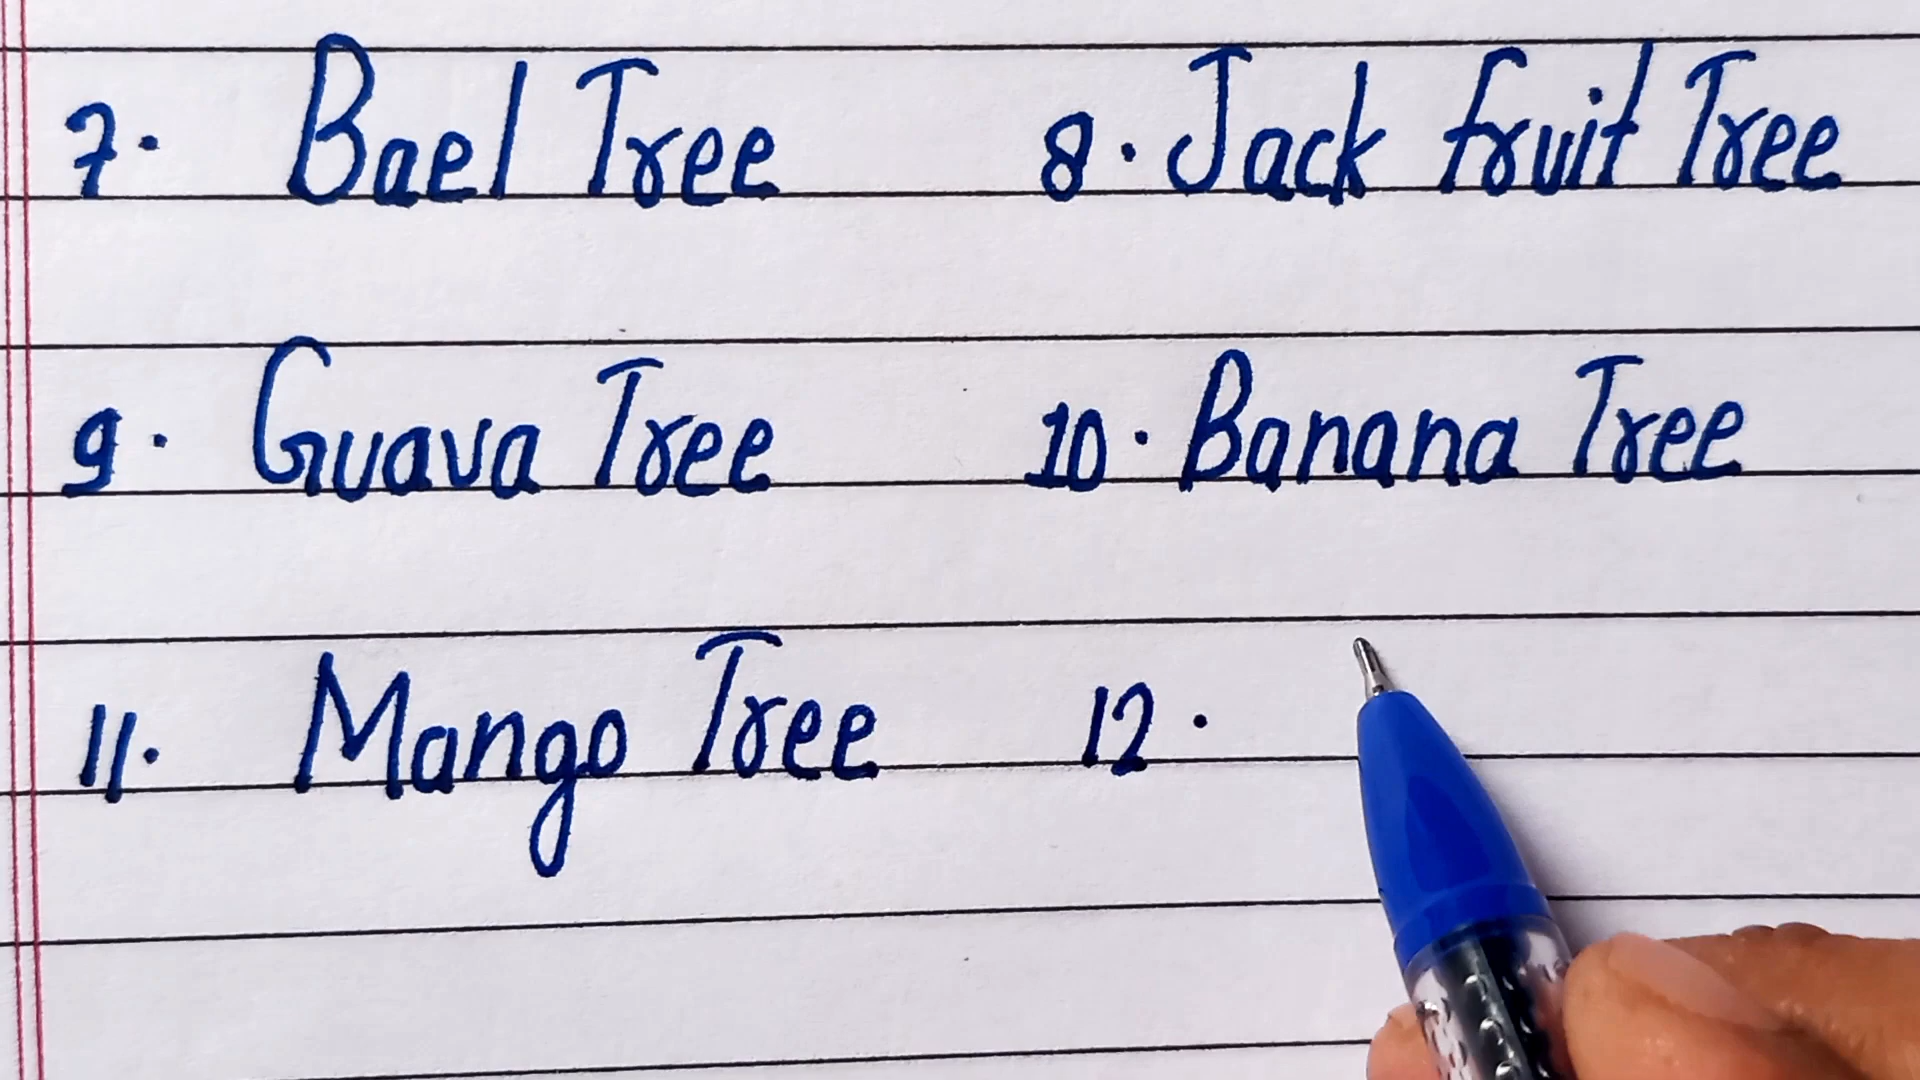 7. Bael Tree 8. Jack fruit Tree
9. Guava Tree 10. Banana Tree
11. Mango Tree 12.